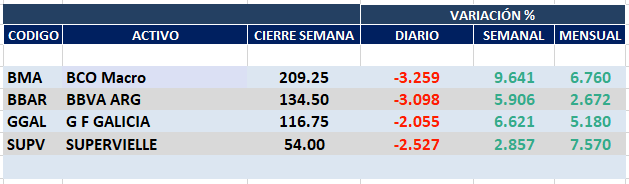 VARIACIÓN %
CODIGO ACTIVO CIERRE SEMANA DIARIO SEMANAL MENSUAL
BMA BCO Macro 209.25 -3.259 9.641 6.760
BBAR BBVA ARG 134.50 -3.098 5.906 2.672
GGAL G F GALICIA 116.75 -2.055 6.621 5.180
SUPV SUPERVIELLE 54.00 -2.527 2.857 7.570